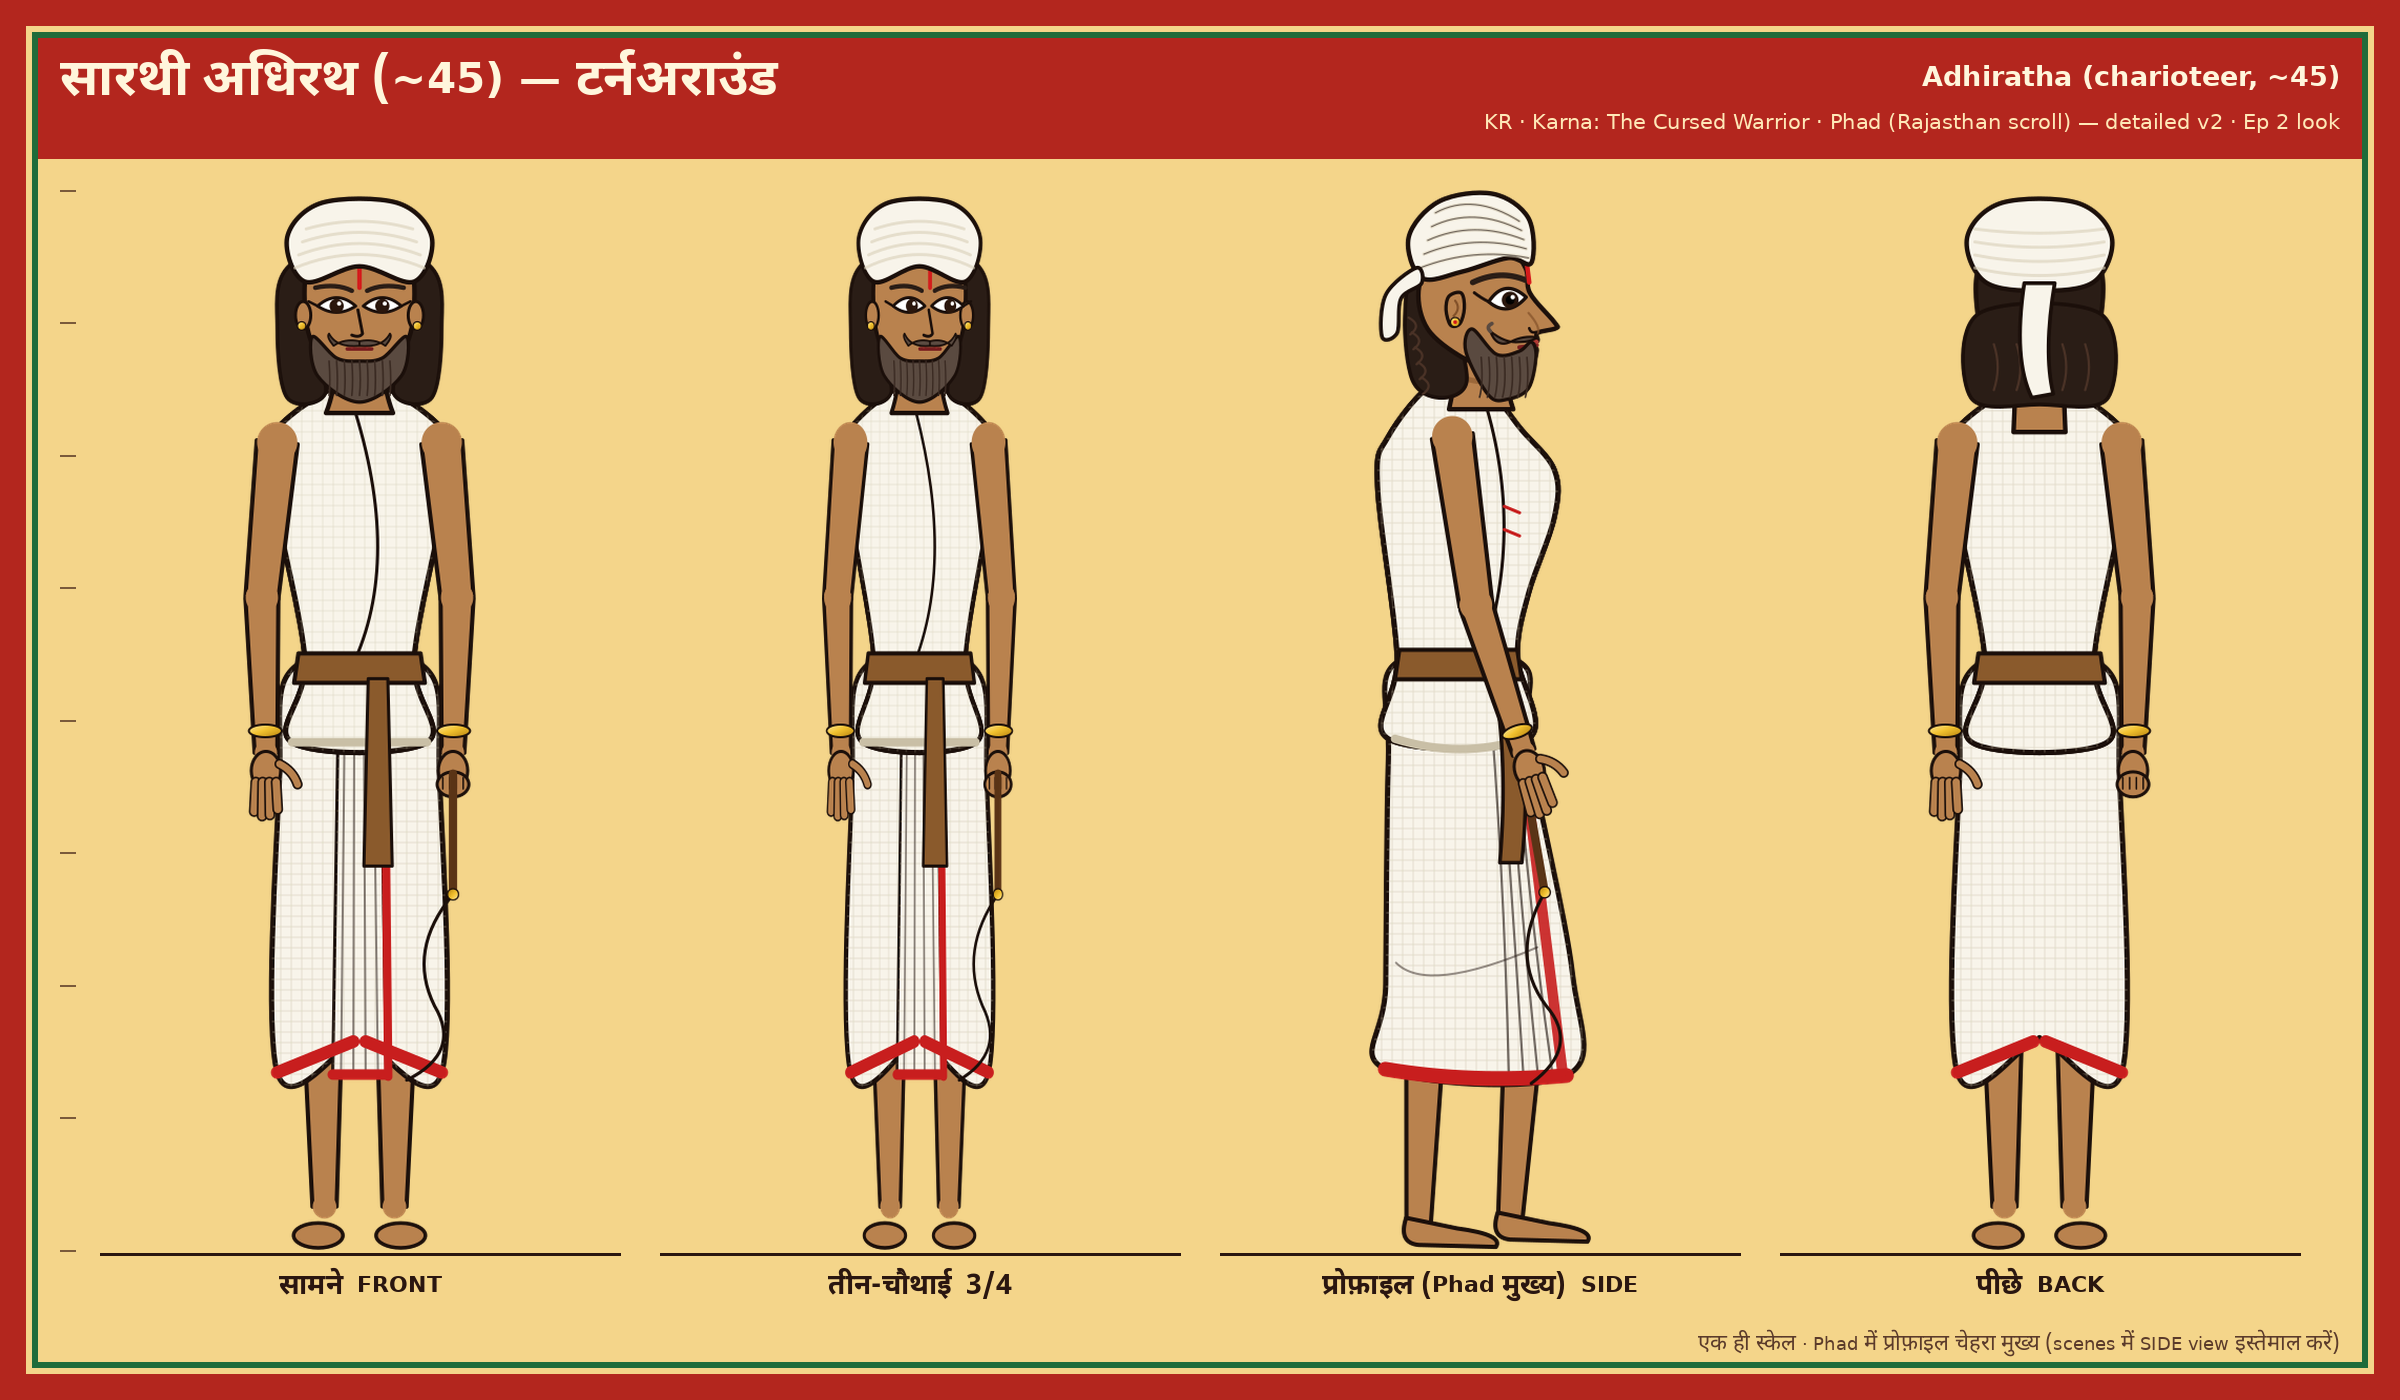 सारथी अधिरथ (~45) — टर्नअराउंड
Adhiratha (charioteer, ~45)
KR · Karna: The Cursed Warrior · Phad (Rajasthan scroll) — detailed v2 · Ep 2 look
सामने FRONT
तीन-चौथाई 3/4
प्रोफ़ाइल (Phad मुख्य) SIDE
पीछे BACK
एक ही स्केल · Phad में प्रोफ़ाइल चेहरा मुख्य (scenes में SIDE view इस्तेमाल करें)